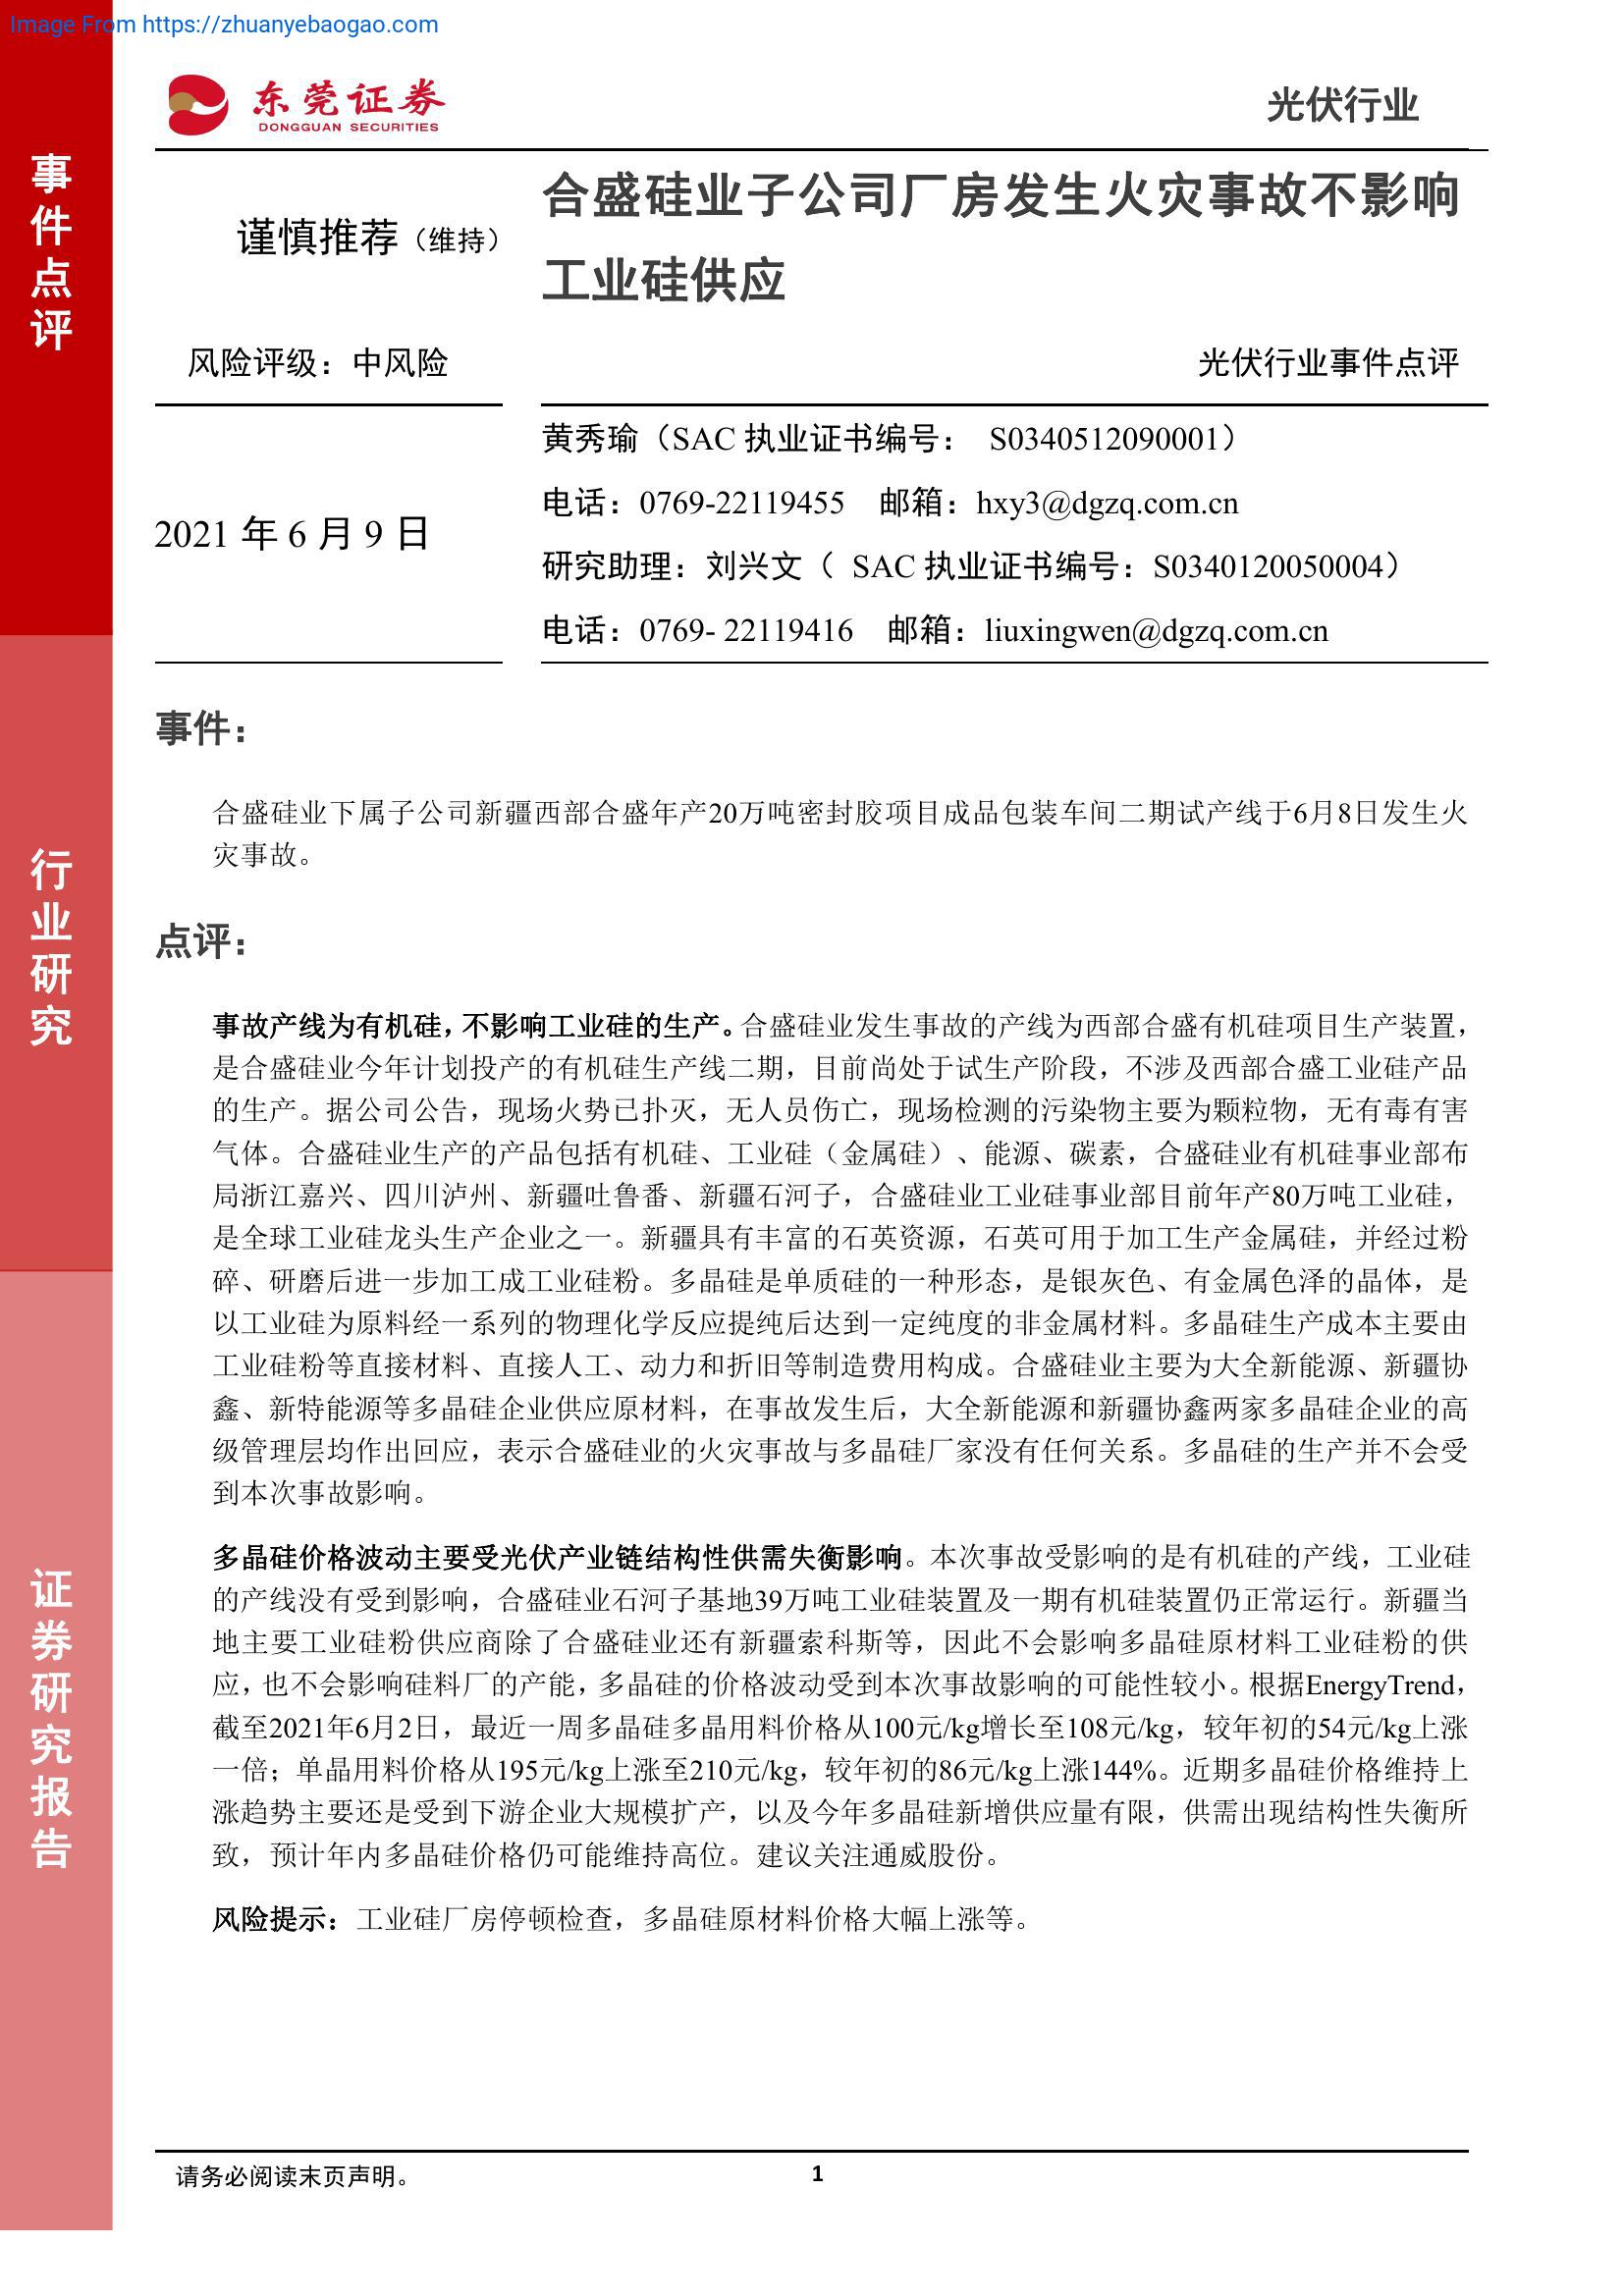 Image From https://zhuanyebaogao.com
东莞证券
DONGGUAN SECURITIES
光伏行业
事件点评
行业研究
证券研究报告
谨慎推荐（维持）
合盛硅业子公司厂房发生火灾事故不影响
工业硅供应
风险评级：中风险
光伏行业事件点评
2021 年 6 月 9 日
黄秀瑜（SAC 执业证书编号： S0340512090001）
电话：0769-22119455 邮箱：hxy3@dgzq.com.cn
研究助理：刘兴文（ SAC 执业证书编号：S0340120050004）
电话：0769- 22119416 邮箱：liuxingwen@dgzq.com.cn
事件：
合盛硅业下属子公司新疆西部合盛年产20万吨密封胶项目成品包装车间二期试产线于6月8日发生火
灾事故。
点评：
事故产线为有机硅，不影响工业硅的生产。合盛硅业发生事故的产线为西部合盛有机硅项目生产装置，
是合盛硅业今年计划投产的有机硅生产线二期，目前尚处于试生产阶段，不涉及西部合盛工业硅产品
的生产。据公司公告，现场火势已扑灭，无人员伤亡，现场检测的污染物主要为颗粒物，无有毒有害
气体。合盛硅业生产的产品包括有机硅、工业硅（金属硅）、能源、碳素，合盛硅业有机硅事业部布
局浙江嘉兴、四川泸州、新疆吐鲁番、新疆石河子，合盛硅业工业硅事业部目前年产80万吨工业硅，
是全球工业硅龙头生产企业之一。新疆具有丰富的石英资源，石英可用于加工生产金属硅，并经过粉
碎、研磨后进一步加工成工业硅粉。多晶硅是单质硅的一种形态，是银灰色、有金属色泽的晶体，是
以工业硅为原料经一系列的物理化学反应提纯后达到一定纯度的非金属材料。多晶硅生产成本主要由
工业硅粉等直接材料、直接人工、动力和折旧等制造费用构成。合盛硅业主要为大全新能源、新疆协
鑫、新特能源等多晶硅企业供应原材料，在事故发生后，大全新能源和新疆协鑫两家多晶硅企业的高
级管理层均作出回应，表示合盛硅业的火灾事故与多晶硅厂家没有任何关系。多晶硅的生产并不会受
到本次事故影响。
多晶硅价格波动主要受光伏产业链结构性供需失衡影响。本次事故受影响的是有机硅的产线，工业硅
的产线没有受到影响，合盛硅业石河子基地39万吨工业硅装置及一期有机硅装置仍正常运行。新疆当
地主要工业硅粉供应商除了合盛硅业还有新疆索科斯等，因此不会影响多晶硅原材料工业硅粉的供
应，也不会影响硅料厂的产能，多晶硅的价格波动受到本次事故影响的可能性较小。根据EnergyTrend，
截至2021年6月2日，最近一周多晶硅多晶用料价格从100元/kg增长至108元/kg，较年初的54元/kg上涨
一倍；单晶用料价格从195元/kg上涨至210元/kg，较年初的86元/kg上涨144%。近期多晶硅价格维持上
涨趋势主要还是受到下游企业大规模扩产，以及今年多晶硅新增供应量有限，供需出现结构性失衡所
致，预计年内多晶硅价格仍可能维持高位。建议关注通威股份。
风险提示：工业硅厂房停顿检查，多晶硅原材料价格大幅上涨等。
请务必阅读末页声明。
1